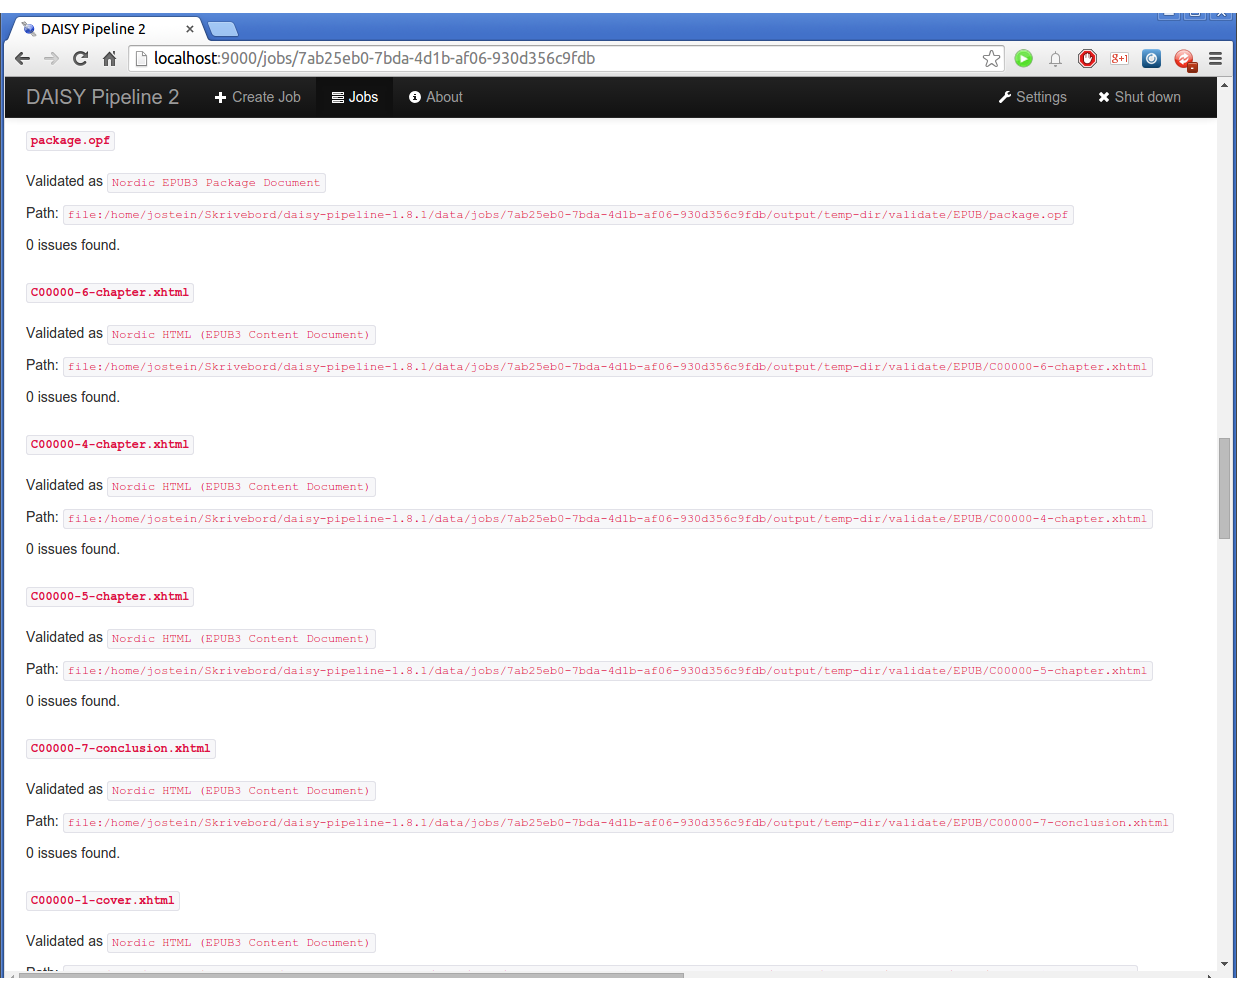 DAISY Pipeline 2
localhost:9000/jobs/7ab25eb0-7bda-4d1b-af06-930d356c9fdb
DAISY Pipeline 2 Create Job Jobs About Settings Shut down
package.opf
Validated as Nordic EPUB3 Package Document
Path: file:/home/jostein/Skrivebord/daisy-pipeline-1.8.1/data/jobs/7ab25eb0-7bda-4d1b-af06-930d356c9fdb/output/temp-dir/validate/EPUB/package.opf
0 issues found.
C00000-6-chapter.xhtml
Validated as Nordic HTML (EPUB3 Content Document)
Path: file:/home/jostein/Skrivebord/daisy-pipeline-1.8.1/data/jobs/7ab25eb0-7bda-4d1b-af06-930d356c9fdb/output/temp-dir/validate/EPUB/C00000-6-chapter.xhtml
0 issues found.
C00000-4-chapter.xhtml
Validated as Nordic HTML (EPUB3 Content Document)
Path: file:/home/jostein/Skrivebord/daisy-pipeline-1.8.1/data/jobs/7ab25eb0-7bda-4d1b-af06-930d356c9fdb/output/temp-dir/validate/EPUB/C00000-4-chapter.xhtml
0 issues found.
C00000-5-chapter.xhtml
Validated as Nordic HTML (EPUB3 Content Document)
Path: file:/home/jostein/Skrivebord/daisy-pipeline-1.8.1/data/jobs/7ab25eb0-7bda-4d1b-af06-930d356c9fdb/output/temp-dir/validate/EPUB/C00000-5-chapter.xhtml
0 issues found.
C00000-7-conclusion.xhtml
Validated as Nordic HTML (EPUB3 Content Document)
Path: file:/home/jostein/Skrivebord/daisy-pipeline-1.8.1/data/jobs/7ab25eb0-7bda-4d1b-af06-930d356c9fdb/output/temp-dir/validate/EPUB/C00000-7-conclusion.xhtml
0 issues found.
C00000-1-cover.xhtml
Validated as Nordic HTML (EPUB3 Content Document)
Path: